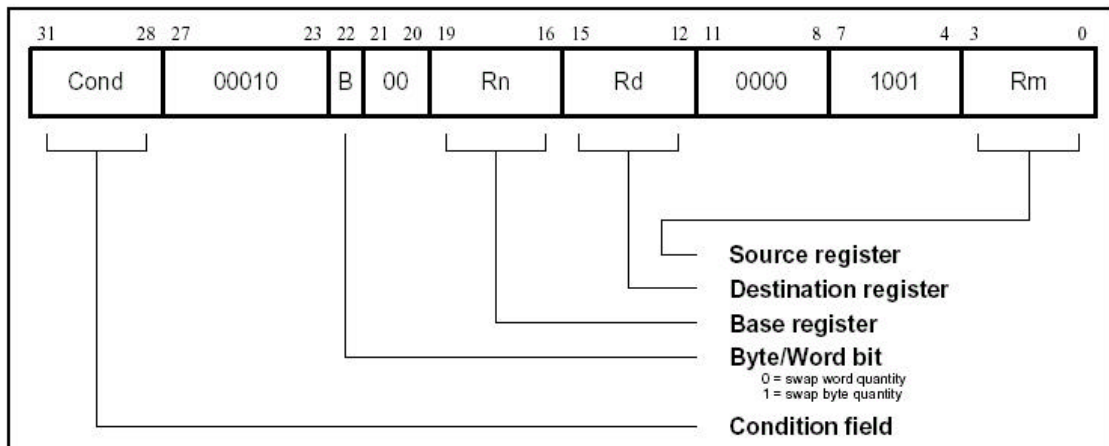 31 28 27 23 22 21 20 19 16 15 12 11 8 7 4 3 0
Cond 00010 B 00 Rn Rd 0000 1001 Rm
Source register
Destination register
Base register
Byte/Word bit
0 = swap word quantity
1 = swap byte quantity
Condition field